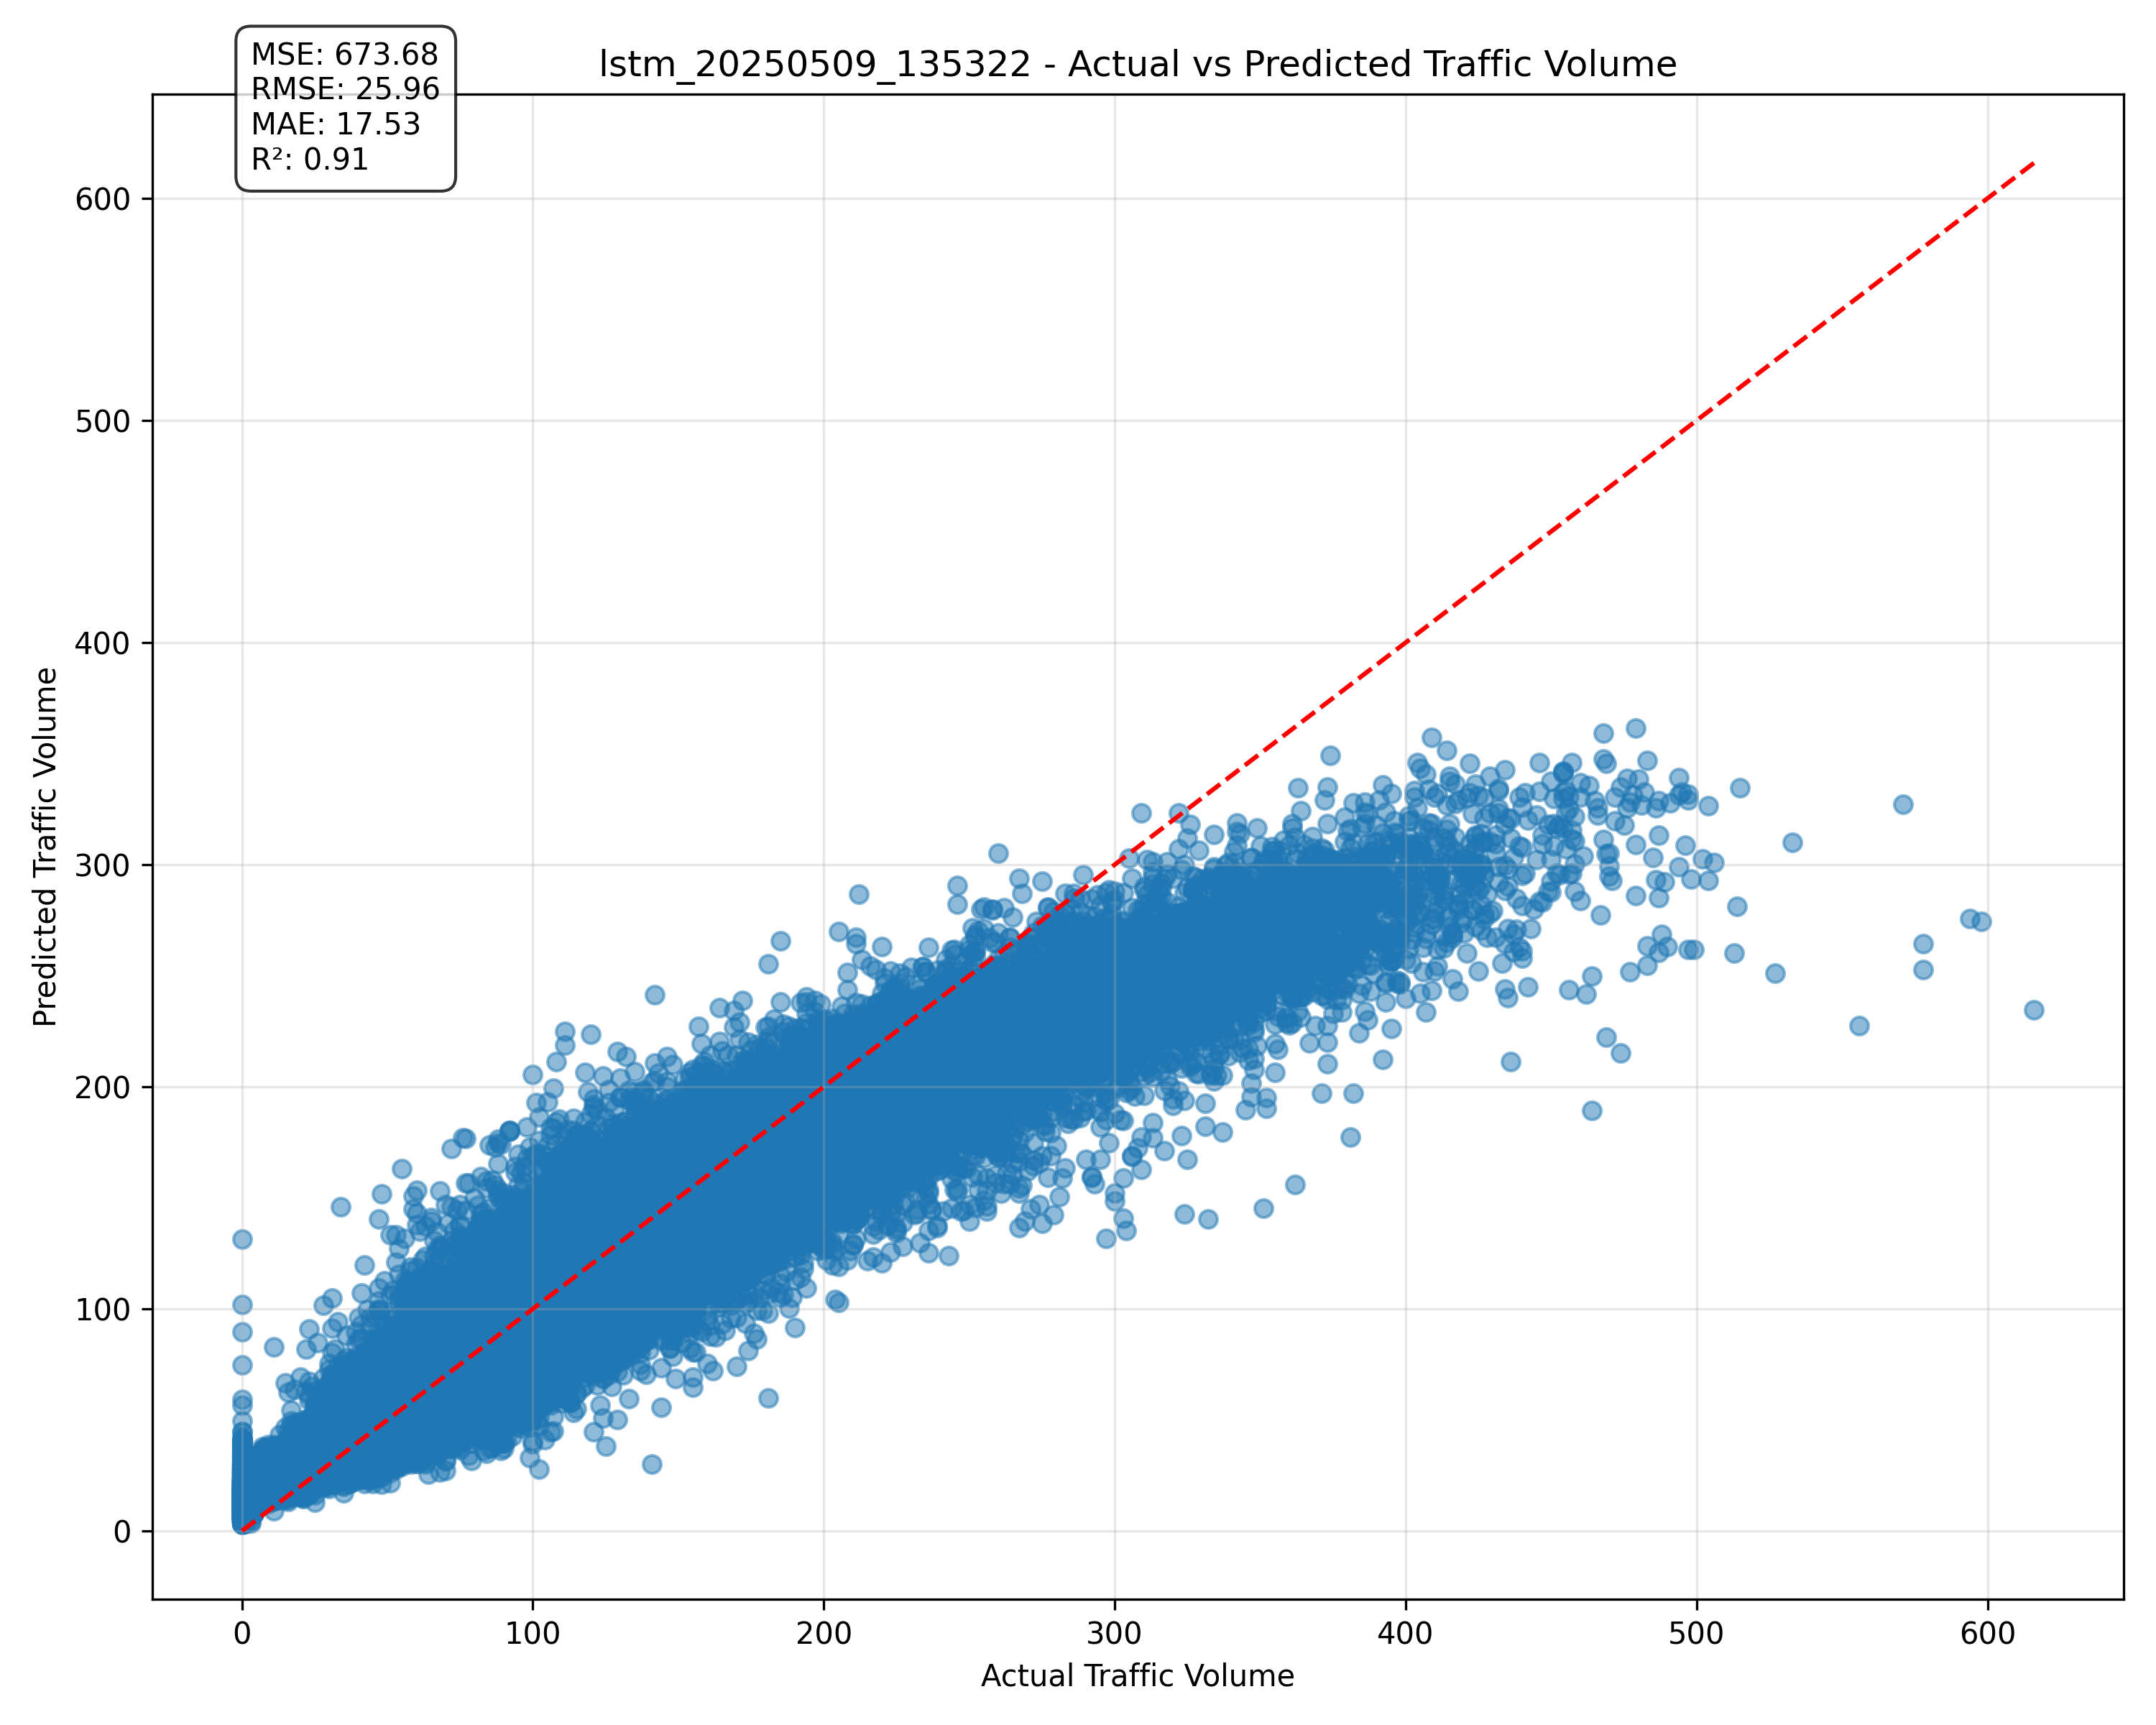 MSE: 673.68
RMSE: 25.96
MAE: 17.53
R²: 0.91
lstm_20250509_135322 - Actual vs Predicted Traffic Volume
Predicted Traffic Volume
600
500
400
300
200
100
0
0 100 200 300 400 500 600
Actual Traffic Volume